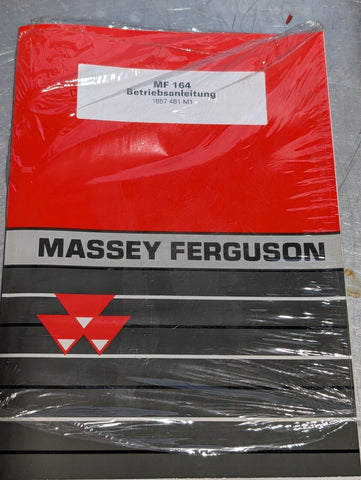 MF 164
Betriebsanleitung
1857 461 M1
MASSEY FERGUSON